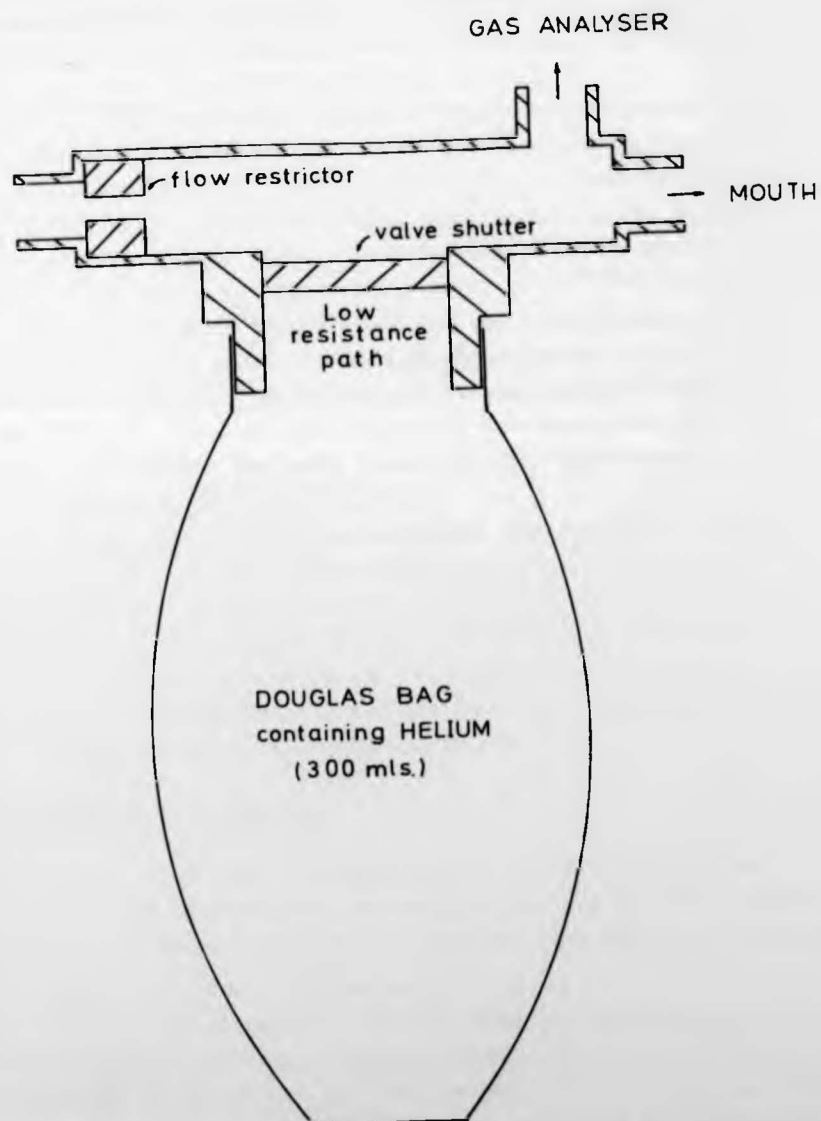 GAS ANALYSER
flow restrictor
MOUTH
valve shutter
Low
resistance
path
DOUGLAS BAG
containing HELIUM
(300 mls.)